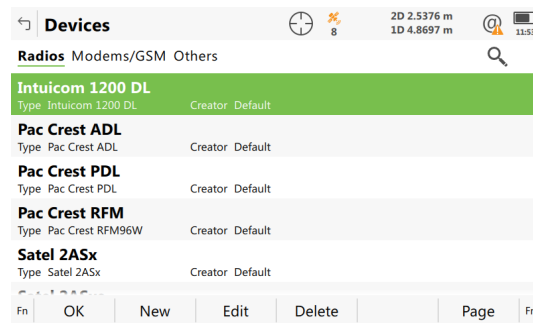 Devices
8
2D 2.5376 m
1D 4.8697 m
@
11:53
Radios Modems/GSM Others
Intuicom 1200 DL
Type Intuicom 1200 DL Creator Default
Pac Crest ADL
Type Pac Crest ADL Creator Default
Pac Crest PDL
Type Pac Crest PDL Creator Default
Pac Crest RFM
Type Pac Crest RFM96W Creator Default
Satel 2ASx
Type Satel 2ASx Creator Default
Fn OK New Edit Delete Page